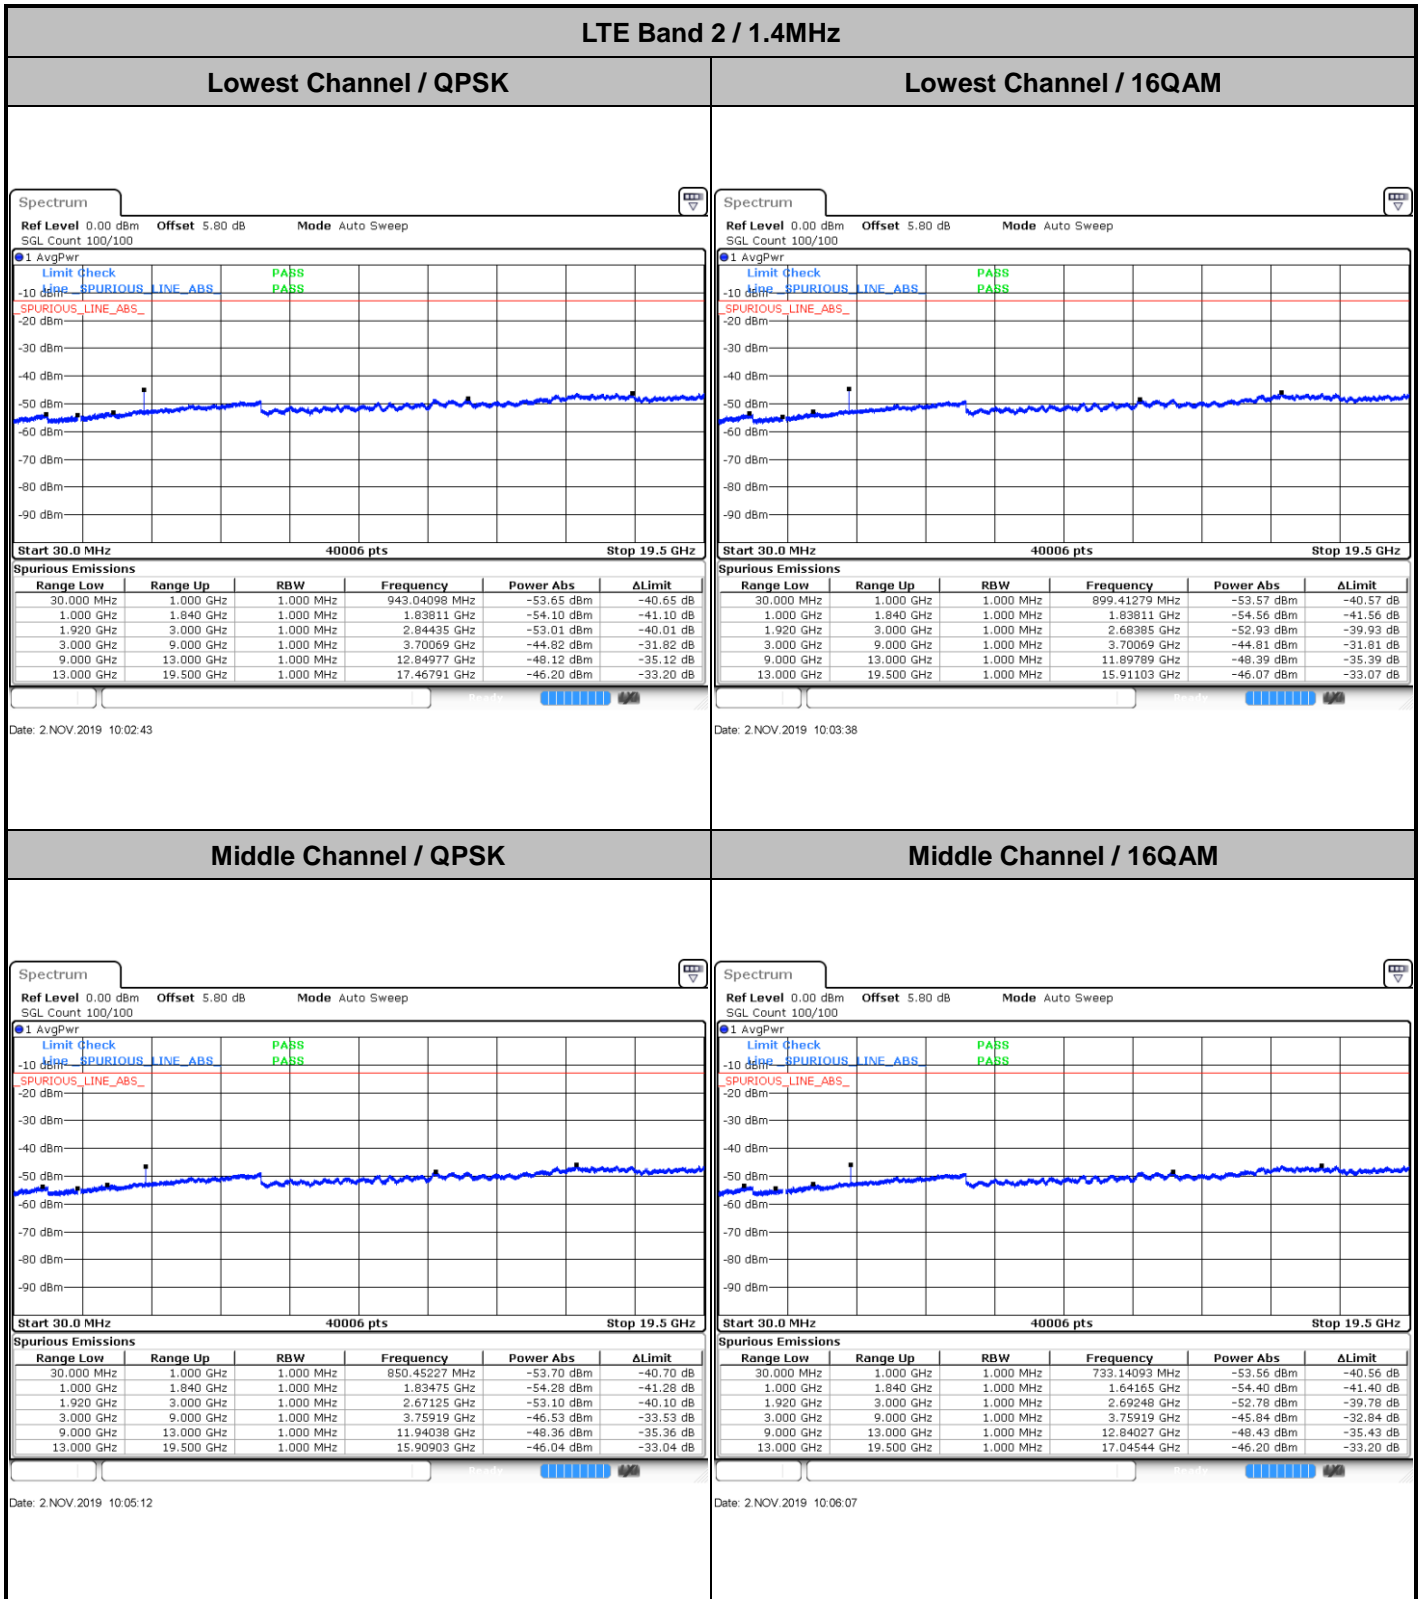 LTE Band 2 / 1.4MHz
Lowest Channel / QPSK
Lowest Channel / 16QAM
Spectrum
Ref Level 0.00 dBm Offset 5.80 dB Mode Auto Sweep
SGL Count 100/100
1 AvgPwr
Limit Check PASS
Line _SPURIOUS_LINE_ABS_ PASS
-10 dBm
_SPURIOUS_LINE_ABS_
-20 dBm
-30 dBm
-40 dBm
-50 dBm
-60 dBm
-70 dBm
-80 dBm
-90 dBm
Start 30.0 MHz 40006 pts Stop 19.5 GHz
Spurious Emissions
Range Low Range Up RBW Frequency Power Abs ΔLimit
30.000 MHz 1.000 GHz 1.000 MHz 943.04098 MHz -53.65 dBm -40.65 dB
1.000 GHz 1.840 GHz 1.000 MHz 1.83811 GHz -54.10 dBm -41.10 dB
1.920 GHz 3.000 GHz 1.000 MHz 2.84435 GHz -53.01 dBm -40.01 dB
3.000 GHz 9.000 GHz 1.000 MHz 3.70069 GHz -44.82 dBm -31.82 dB
9.000 GHz 13.000 GHz 1.000 MHz 12.84977 GHz -48.12 dBm -35.12 dB
13.000 GHz 19.500 GHz 1.000 MHz 17.46791 GHz -46.20 dBm -33.20 dB
Ready
Date: 2.NOV.2019 10:02:43
Spectrum
Ref Level 0.00 dBm Offset 5.80 dB Mode Auto Sweep
SGL Count 100/100
1 AvgPwr
Limit Check PASS
Line _SPURIOUS_LINE_ABS_ PASS
-10 dBm
_SPURIOUS_LINE_ABS_
-20 dBm
-30 dBm
-40 dBm
-50 dBm
-60 dBm
-70 dBm
-80 dBm
-90 dBm
Start 30.0 MHz 40006 pts Stop 19.5 GHz
Spurious Emissions
Range Low Range Up RBW Frequency Power Abs ΔLimit
30.000 MHz 1.000 GHz 1.000 MHz 899.41279 MHz -53.57 dBm -40.57 dB
1.000 GHz 1.840 GHz 1.000 MHz 1.83811 GHz -54.56 dBm -41.56 dB
1.920 GHz 3.000 GHz 1.000 MHz 2.68385 GHz -52.93 dBm -39.93 dB
3.000 GHz 9.000 GHz 1.000 MHz 3.70069 GHz -44.81 dBm -31.81 dB
9.000 GHz 13.000 GHz 1.000 MHz 11.89789 GHz -48.39 dBm -35.39 dB
13.000 GHz 19.500 GHz 1.000 MHz 15.91103 GHz -46.07 dBm -33.07 dB
Ready
Date: 2.NOV.2019 10:03:38
Middle Channel / QPSK
Middle Channel / 16QAM
Spectrum
Ref Level 0.00 dBm Offset 5.80 dB Mode Auto Sweep
SGL Count 100/100
1 AvgPwr
Limit Check PASS
Line _SPURIOUS_LINE_ABS_ PASS
-10 dBm
_SPURIOUS_LINE_ABS_
-20 dBm
-30 dBm
-40 dBm
-50 dBm
-60 dBm
-70 dBm
-80 dBm
-90 dBm
Start 30.0 MHz 40006 pts Stop 19.5 GHz
Spurious Emissions
Range Low Range Up RBW Frequency Power Abs ΔLimit
30.000 MHz 1.000 GHz 1.000 MHz 850.45227 MHz -53.70 dBm -40.70 dB
1.000 GHz 1.840 GHz 1.000 MHz 1.83475 GHz -54.28 dBm -41.28 dB
1.920 GHz 3.000 GHz 1.000 MHz 2.67125 GHz -53.10 dBm -40.10 dB
3.000 GHz 9.000 GHz 1.000 MHz 3.75919 GHz -46.53 dBm -33.53 dB
9.000 GHz 13.000 GHz 1.000 MHz 11.94038 GHz -48.36 dBm -35.36 dB
13.000 GHz 19.500 GHz 1.000 MHz 15.90903 GHz -46.04 dBm -33.04 dB
Ready
Date: 2.NOV.2019 10:05:12
Spectrum
Ref Level 0.00 dBm Offset 5.80 dB Mode Auto Sweep
SGL Count 100/100
1 AvgPwr
Limit Check PASS
Line _SPURIOUS_LINE_ABS_ PASS
-10 dBm
_SPURIOUS_LINE_ABS_
-20 dBm
-30 dBm
-40 dBm
-50 dBm
-60 dBm
-70 dBm
-80 dBm
-90 dBm
Start 30.0 MHz 40006 pts Stop 19.5 GHz
Spurious Emissions
Range Low Range Up RBW Frequency Power Abs ΔLimit
30.000 MHz 1.000 GHz 1.000 MHz 733.14093 MHz -53.56 dBm -40.56 dB
1.000 GHz 1.840 GHz 1.000 MHz 1.64165 GHz -54.40 dBm -41.40 dB
1.920 GHz 3.000 GHz 1.000 MHz 2.69248 GHz -52.78 dBm -39.78 dB
3.000 GHz 9.000 GHz 1.000 MHz 3.75919 GHz -45.84 dBm -32.84 dB
9.000 GHz 13.000 GHz 1.000 MHz 12.84027 GHz -48.43 dBm -35.43 dB
13.000 GHz 19.500 GHz 1.000 MHz 17.04544 GHz -46.20 dBm -33.20 dB
Ready
Date: 2.NOV.2019 10:06:07